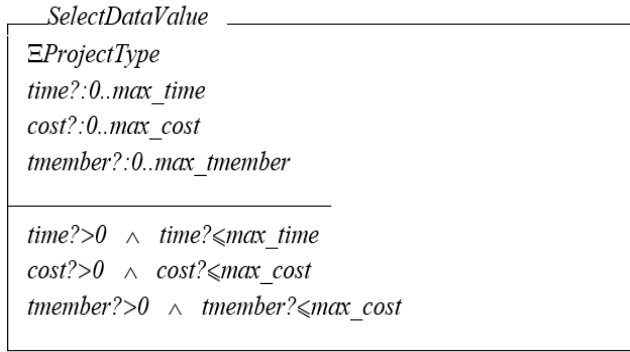 SelectDataValue
ΞProjectType
time?:0..max_time
cost?:0..max_cost
tmember?:0..max_tmember
time?>0 ∧ time?⩽max_time
cost?>0 ∧ cost?⩽max_cost
tmember?>0 ∧ tmember?⩽max_cost